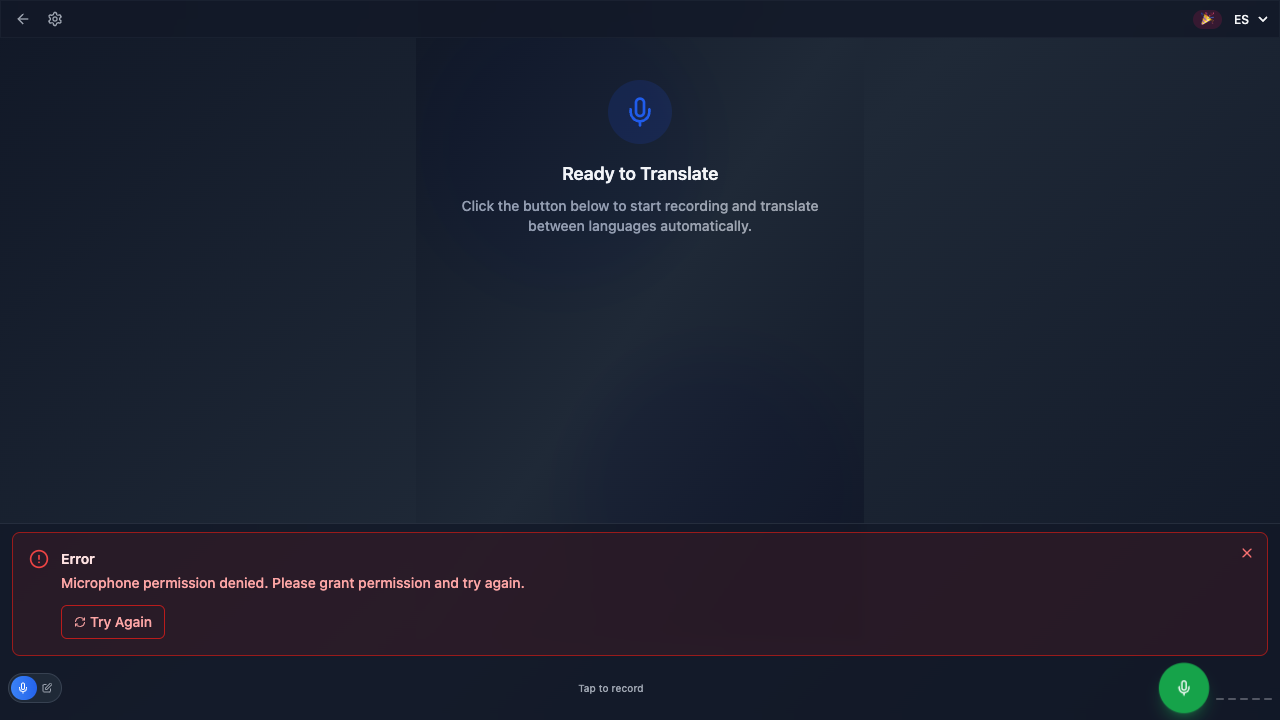 ES
Ready to Translate
Click the button below to start recording and translate
between languages automatically.
Error
Microphone permission denied. Please grant permission and try again.
Try Again
Tap to record